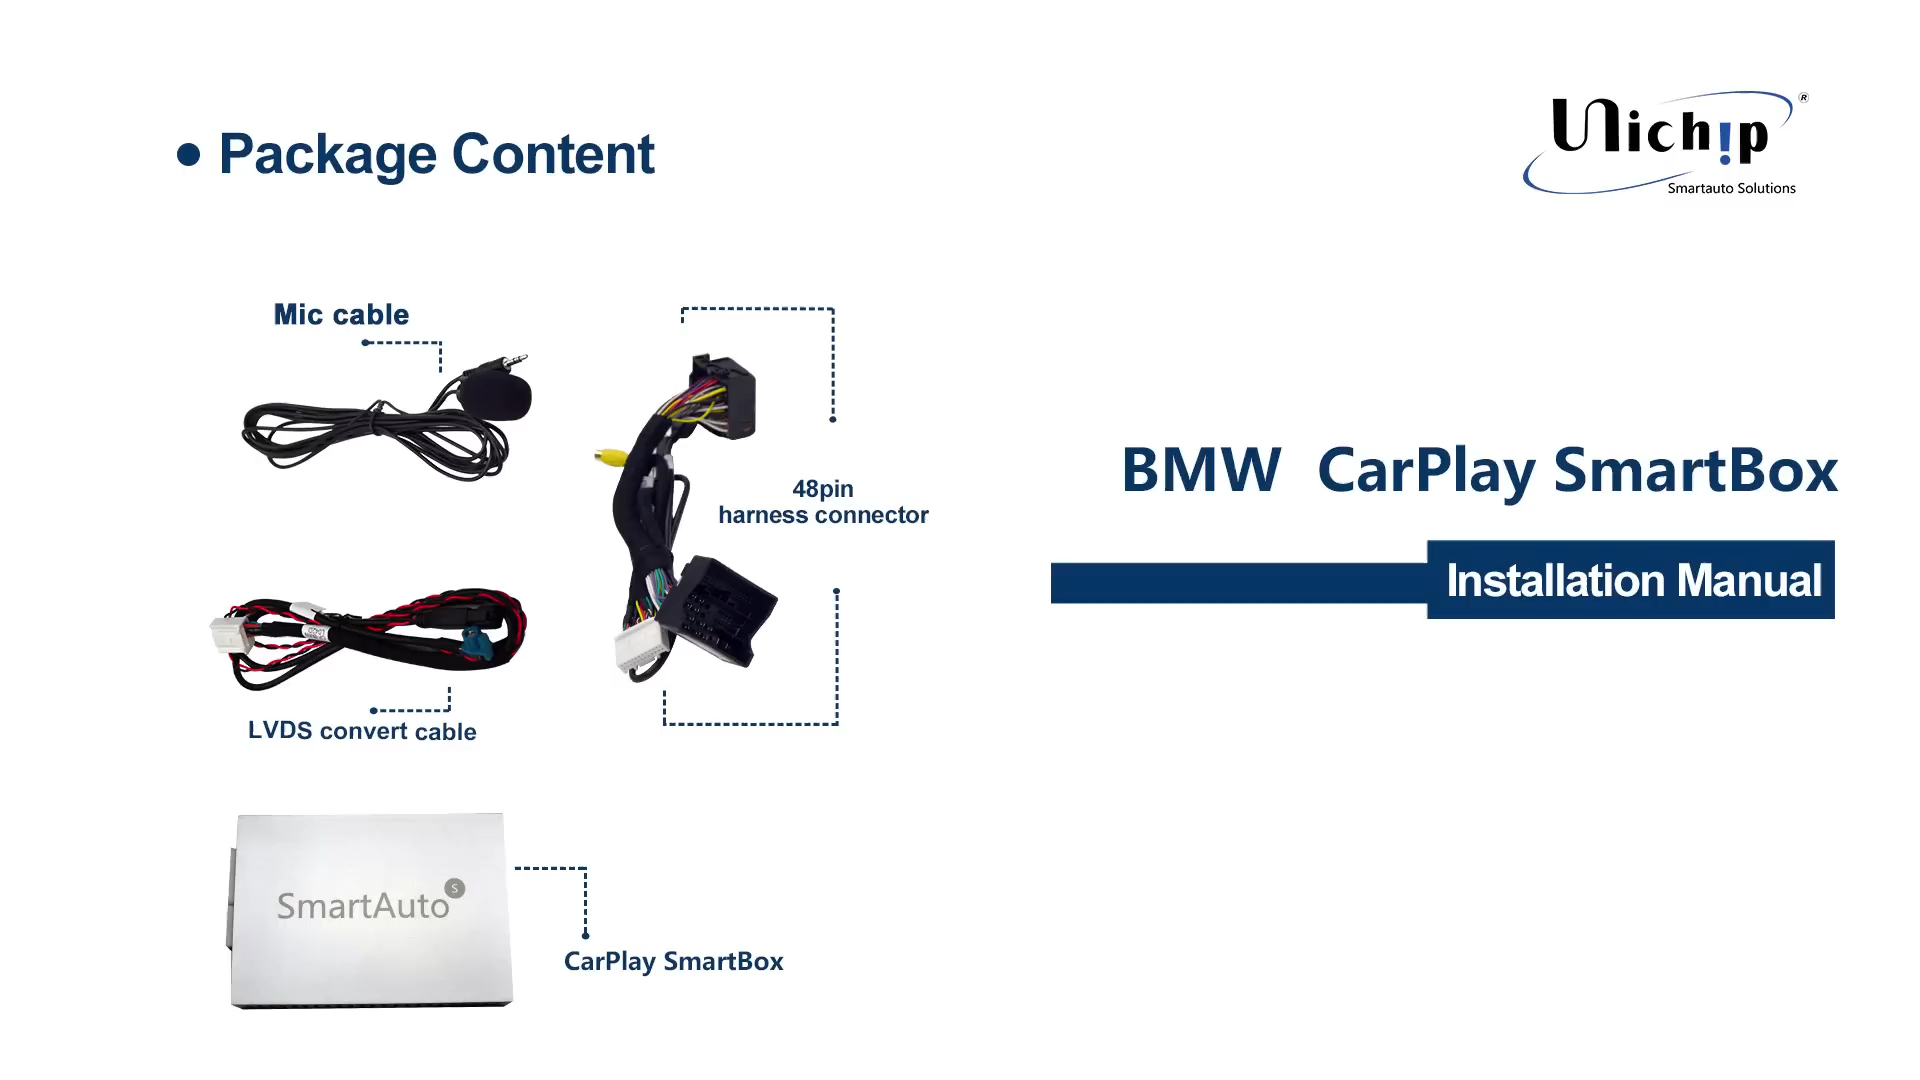 • Package Content
Unichip®
Smartauto Solutions
Mic cable
48pin
harness connector
LVDS convert cable
SmartAuto S
CarPlay SmartBox
BMW CarPlay SmartBox
Installation Manual